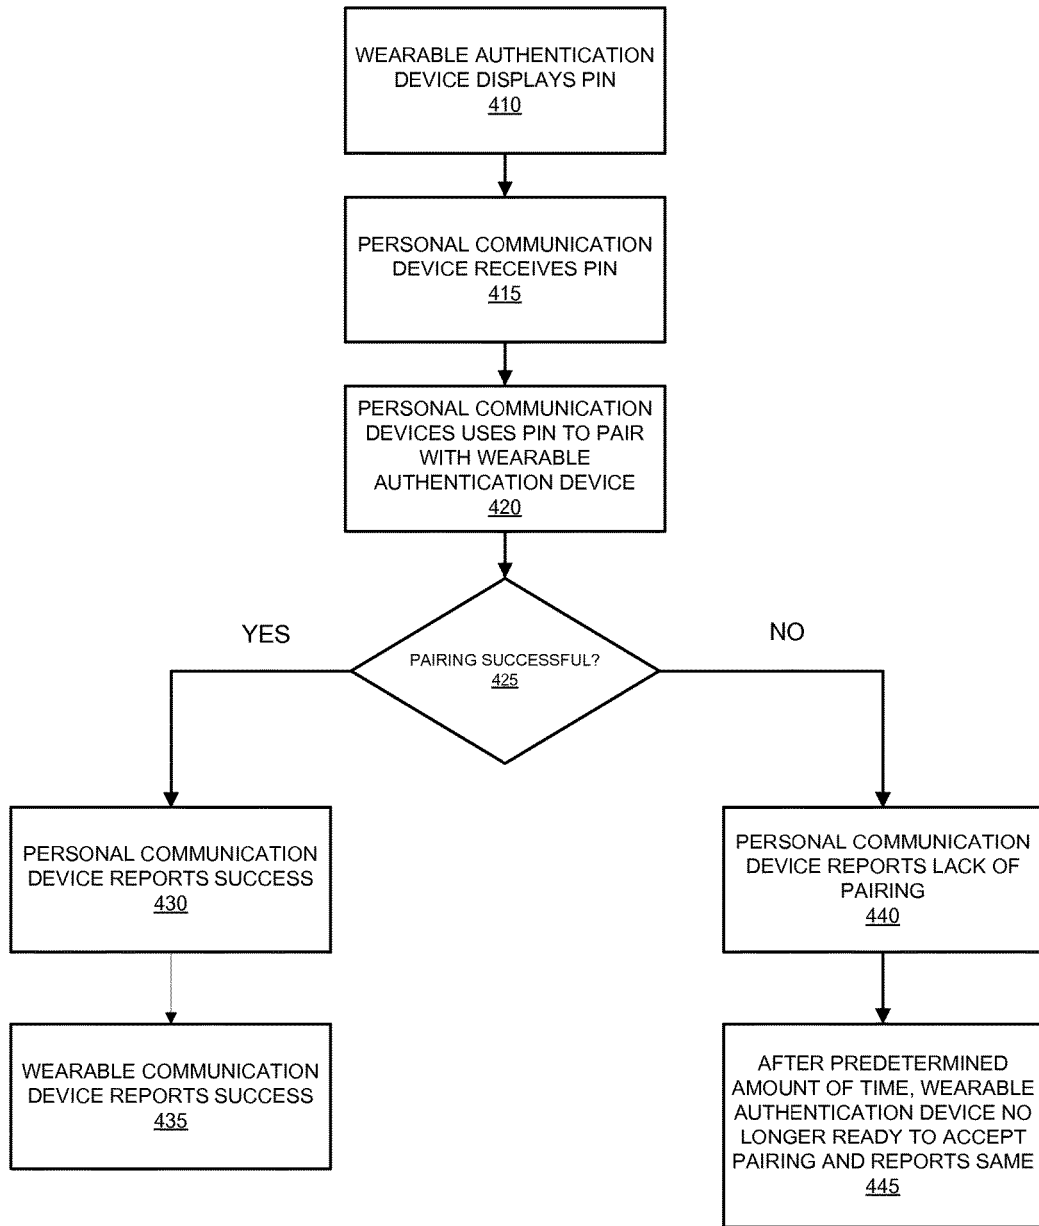 WEARABLE AUTHENTICATION
DEVICE DISPLAYS PIN
410
PERSONAL COMMUNICATION
DEVICE RECEIVES PIN
415
PERSONAL COMMUNICATION
DEVICES USES PIN TO PAIR
WITH WEARABLE
AUTHENTICATION DEVICE
420
PAIRING SUCCESSFUL?
425
YES
NO
PERSONAL COMMUNICATION
DEVICE REPORTS SUCCESS
430
WEARABLE COMMUNICATION
DEVICE REPORTS SUCCESS
435
PERSONAL COMMUNICATION
DEVICE REPORTS LACK OF
PAIRING
440
AFTER PREDETERMINED
AMOUNT OF TIME, WEARABLE
AUTHENTICATION DEVICE NO
LONGER READY TO ACCEPT
PAIRING AND REPORTS SAME
445